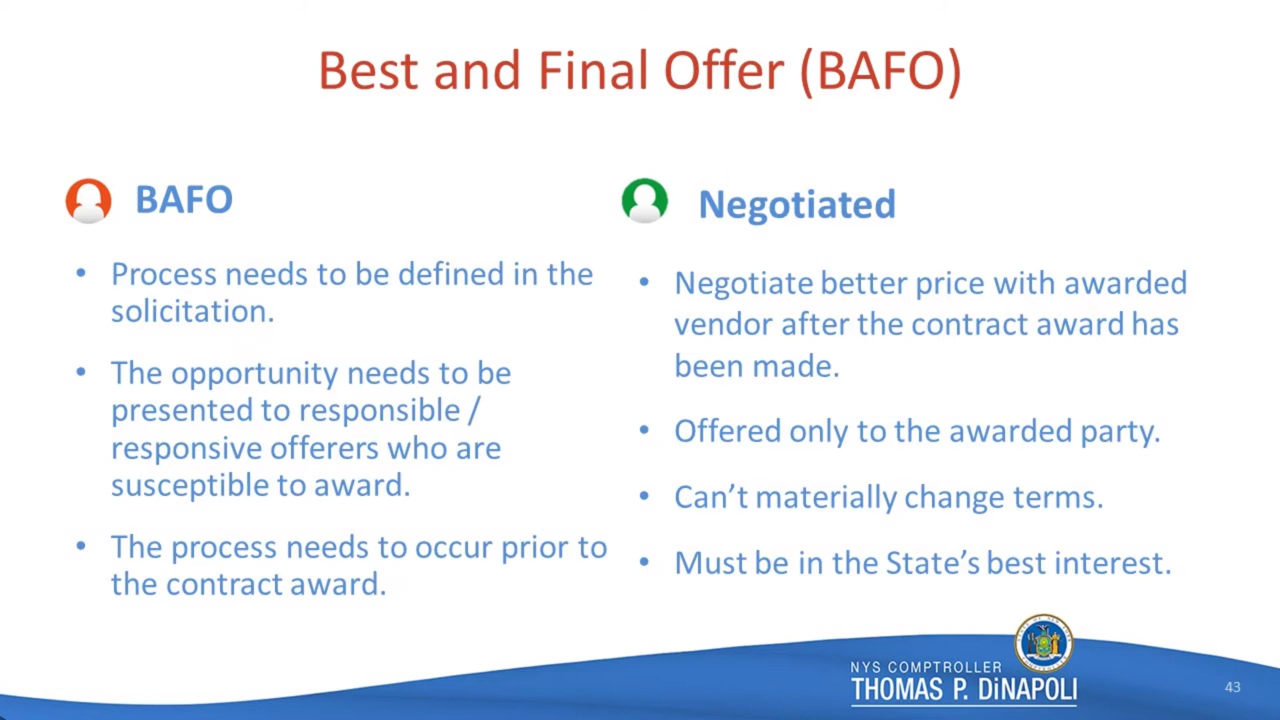 Best and Final Offer (BAFO)
BAFO
• Process needs to be defined in the
solicitation.
• The opportunity needs to be
presented to responsible /
responsive offerers who are
susceptible to award.
• The process needs to occur prior to
the contract award.
Negotiated
• Negotiate better price with awarded
vendor after the contract award has
been made.
• Offered only to the awarded party.
• Can’t materially change terms.
• Must be in the State’s best interest.
NYS COMPTROLLER
THOMAS P. DiNAPOLI
43